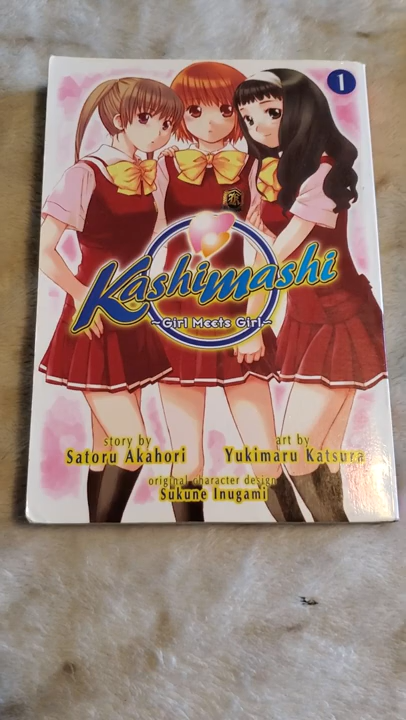 1
Kashimashi
~Girl Meets Girl~
story by
Satoru Akahori
art by
Yukimaru Katsura
original character design
Sukune Inugami